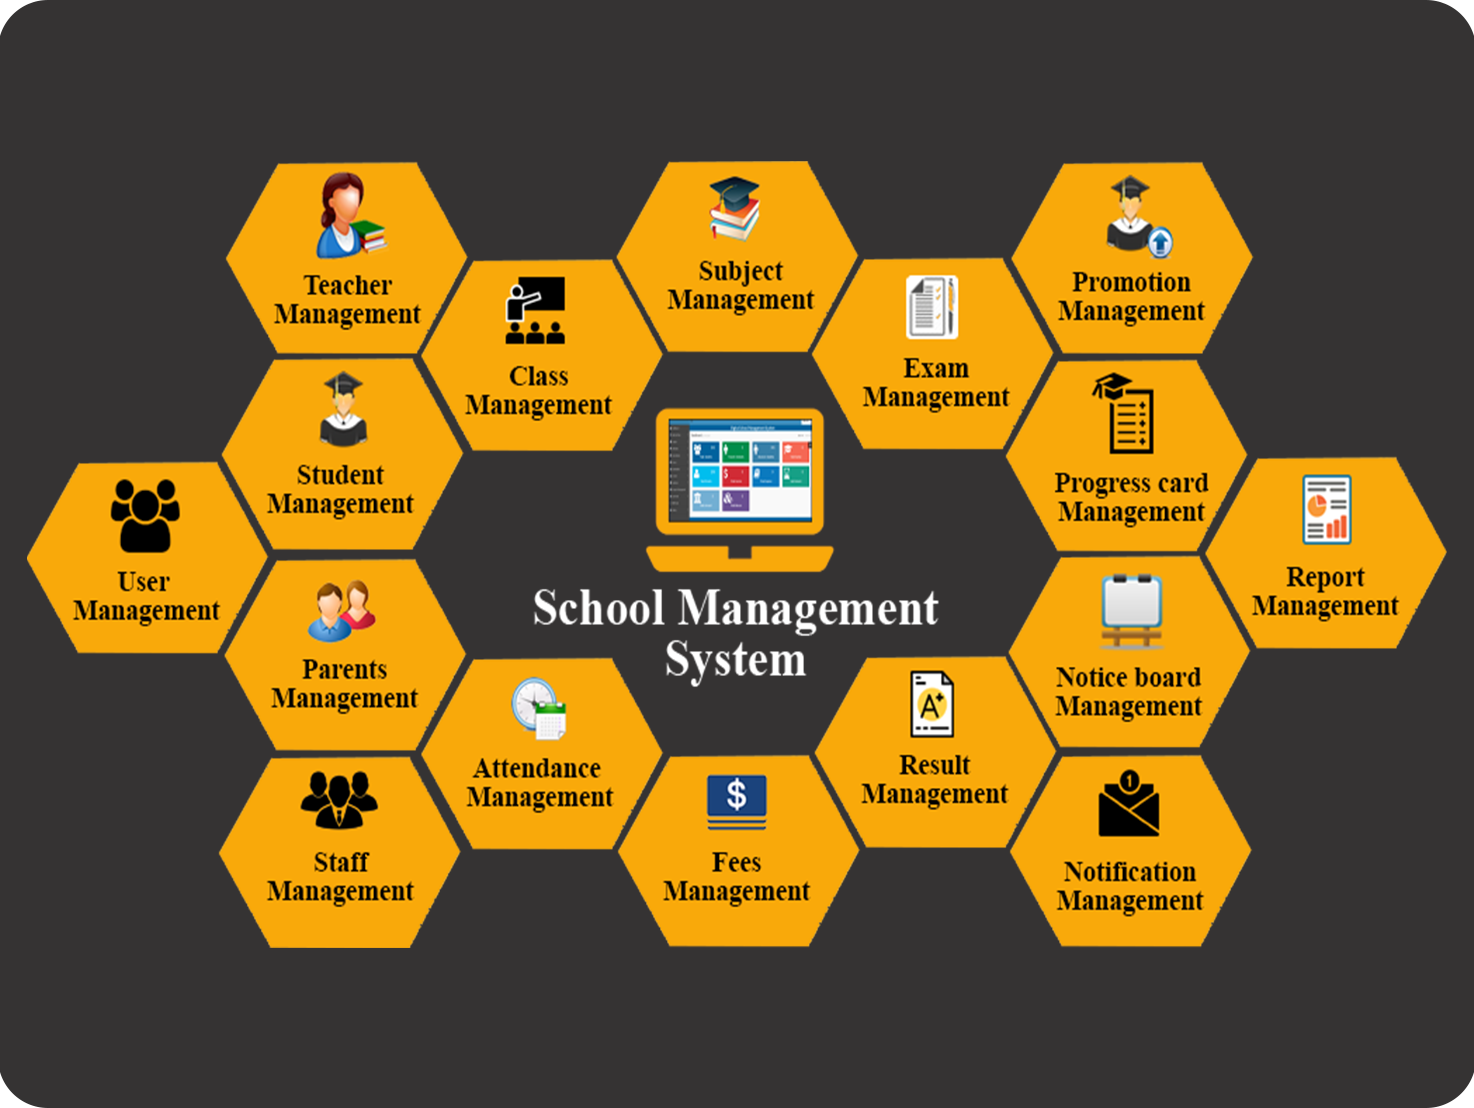 Teacher
Management
Subject
Management
Promotion
Management
Class
Management
Exam
Management
Student
Management
Progress card
Management
User
Management
Report
Management
Parents
Management
School Management
System
Notice board
Management
Attendance
Management
Result
Management
Staff
Management
$
Fees
Management
A+
1
Notification
Management